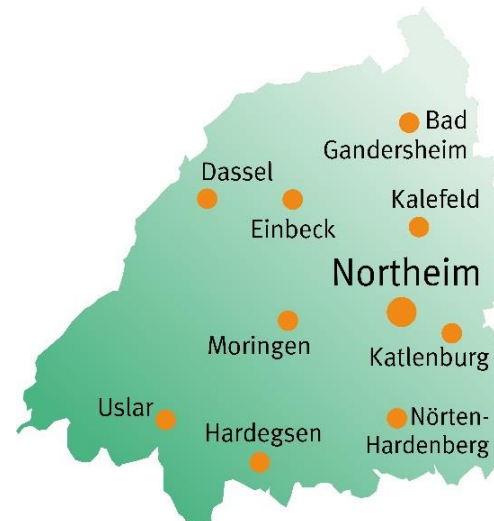 Bad
Gandersheim
Dassel
Einbeck
Kalefeld
Northeim
Moringen
Katlenburg
Uslar
Hardegsen
Nörten-
Hardenberg